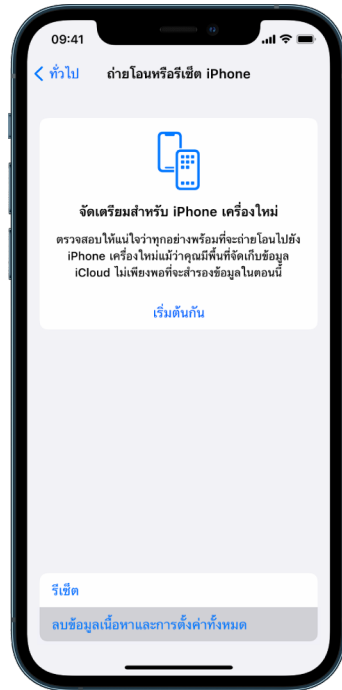 09:41
ทั่วไป ถ่ายโอนหรือรีเซ็ต iPhone
จัดเตรียมสำหรับ iPhone เครื่องใหม่
ตรวจสอบให้แน่ใจว่าทุกอย่างพร้อมที่จะถ่ายโอนไปยัง
iPhone เครื่องใหม่แม้ว่าคุณมีพื้นที่จัดเก็บข้อมูล
iCloud ไม่เพียงพอที่จะสำรองข้อมูลในตอนนี้
เริ่มต้นกัน
รีเซ็ต
ลบข้อมูลเนื้อหาและการตั้งค่าทั้งหมด